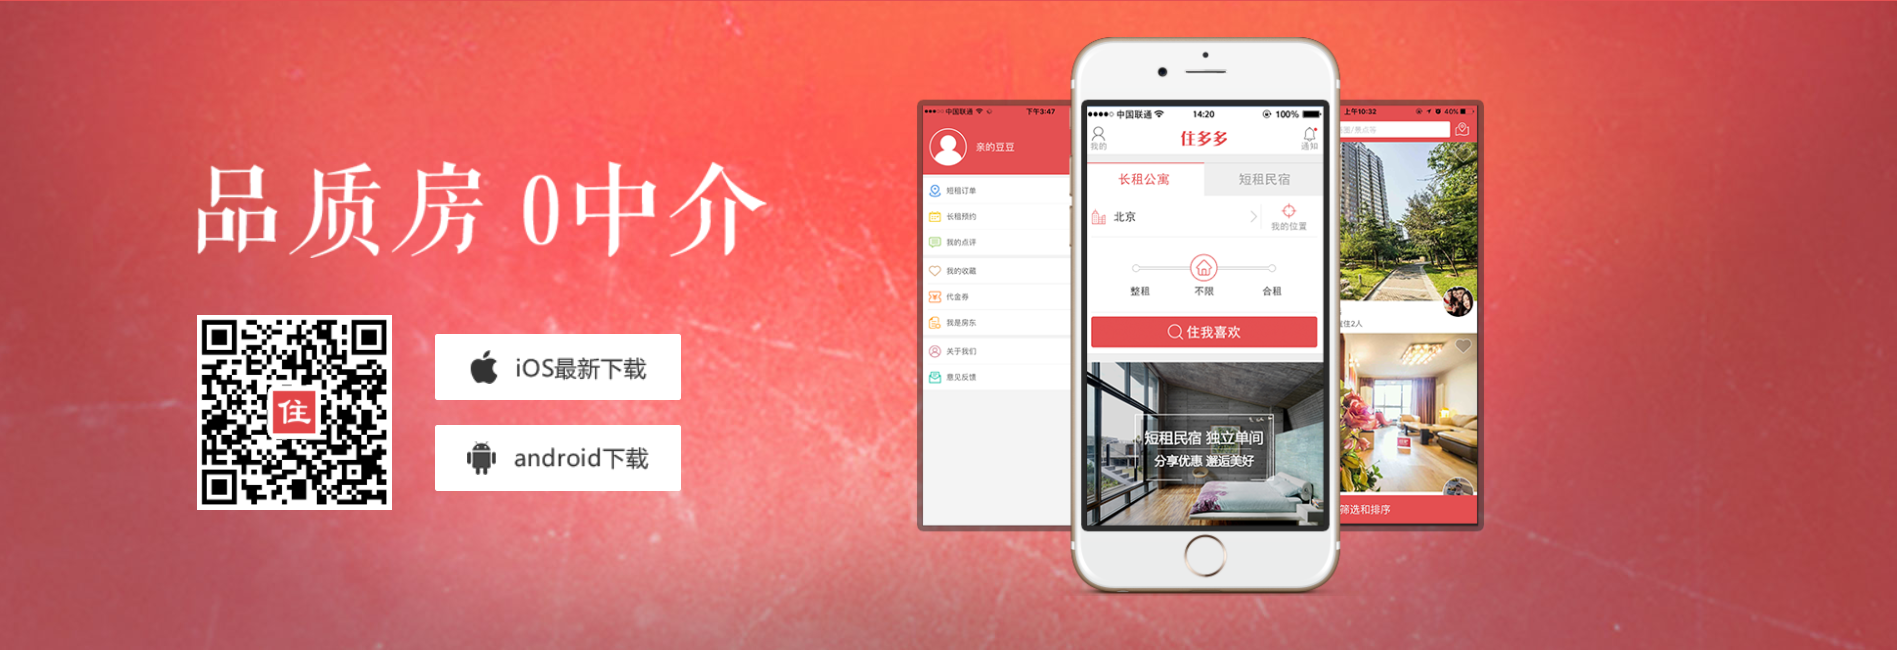 品质房 0中介
住
iOS最新下载
android下载
中国联通 下午3:47
亲的豆豆
短租订单
长租预约
我的点评
我的收藏
代金券
我是房东
关于我们
意见反馈
中国联通 14:20 100%
我的 住多多 通知
长租公寓 短租民宿
北京 我的位置
整租 不限 合租
住我喜欢
短租民宿 独立单间
分享优惠 邂逅美好
上午10:32 40%
/景点等
住2人
筛选和排序